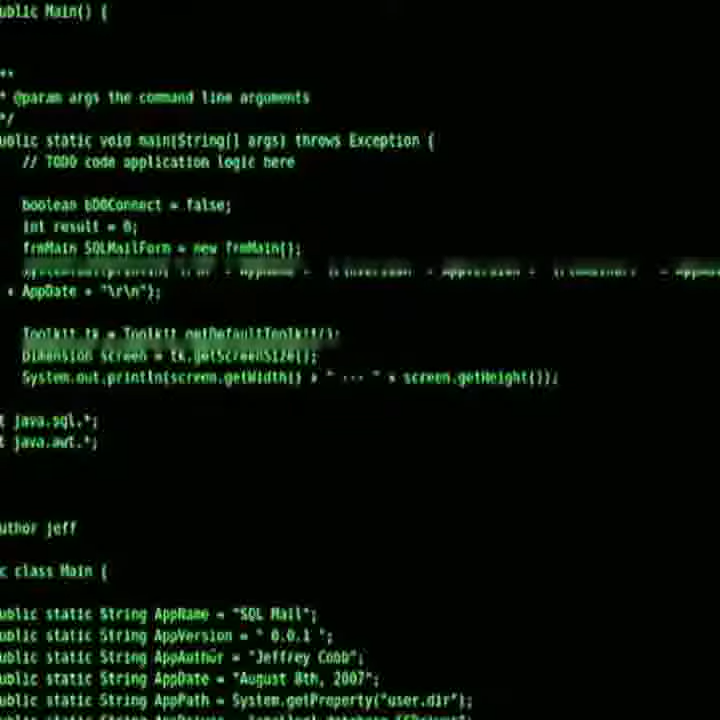 ublic Main() {
**
* @param args the command line arguments
*/
ublic static void main(String[] args) throws Exception {
// TODO code application logic here
boolean bDBConnect = false;
int result = 0;
frmMain SQLMailForm = new frmMain();
+ AppDate + "\r\n");
Toolkit tk = Toolkit.getDefaultToolkit();
Dimension screen = tk.getScreenSize();
System.out.println(screen.getWidth() + " --- " + screen.getHeight());
t java.sql.*;
t java.awt.*;
uthor jeff
c class Main {
ublic static String AppName = "SQL Mail";
ublic static String AppVersion = " 0.0.1 ";
ublic static String AppAuthor = "Jeffrey Cobb";
ublic static String AppDate = "August 8th, 2007";
ublic static String AppPath = System.getProperty("user.dir");